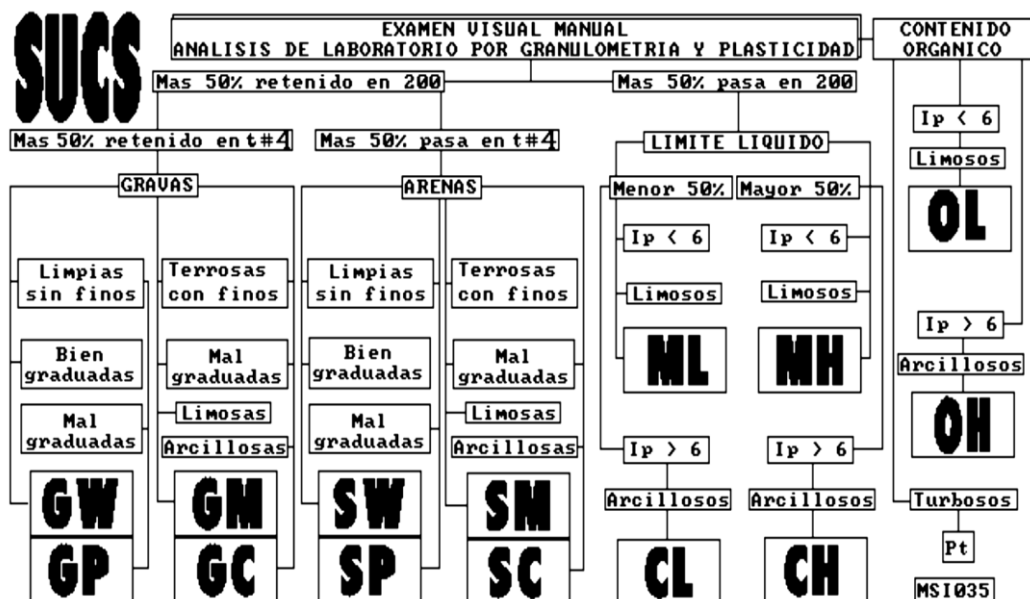 SUCS
EXAMEN VISUAL MANUAL
ANALISIS DE LABORATORIO POR GRANULOMETRIA Y PLASTICIDAD
CONTENIDO
ORGANICO
Mas 50% retenido en 200
Mas 50% pasa en 200
Mas 50% retenido en t#4
Mas 50% pasa en t#4
LIMITE LIQUIDO
GRAVAS
ARENAS
Menor 50%
Mayor 50%
Limpias
sin finos
Terrosas
con finos
Limpias
sin finos
Terrosas
con finos
Bien
graduadas
Mal
graduadas
Bien
graduadas
Mal
graduadas
Mal
graduadas
Limosas
Arcillosas
Mal
graduadas
Limosas
Arcillosas
GW
GP
GM
GC
SW
SP
SM
SC
Ip < 6
Limosos
ML
Ip < 6
Limosos
MH
Ip > 6
Arcillosos
CL
Ip > 6
Arcillosos
CH
Ip < 6
Limosos
OL
Ip > 6
Arcillosos
OH
Turbosos
Pt
MSI035